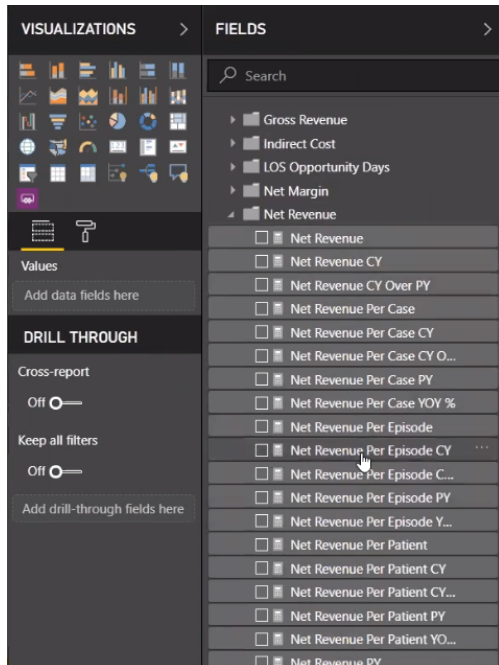 VISUALIZATIONS
Values
Add data fields here
DRILL THROUGH
Cross-report
Off
Keep all filters
Off
Add drill-through fields here
FIELDS
Search
Gross Revenue
Indirect Cost
LOS Opportunity Days
Net Margin
Net Revenue
Net Revenue
Net Revenue CY
Net Revenue CY Over PY
Net Revenue Per Case
Net Revenue Per Case CY
Net Revenue Per Case CY O...
Net Revenue Per Case PY
Net Revenue Per Case YOY %
Net Revenue Per Episode
Net Revenue Per Episode CY
Net Revenue Per Episode C...
Net Revenue Per Episode PY
Net Revenue Per Episode Y...
Net Revenue Per Patient
Net Revenue Per Patient CY
Net Revenue Per Patient CY...
Net Revenue Per Patient PY
Net Revenue Per Patient YO...
Net Revenue PY